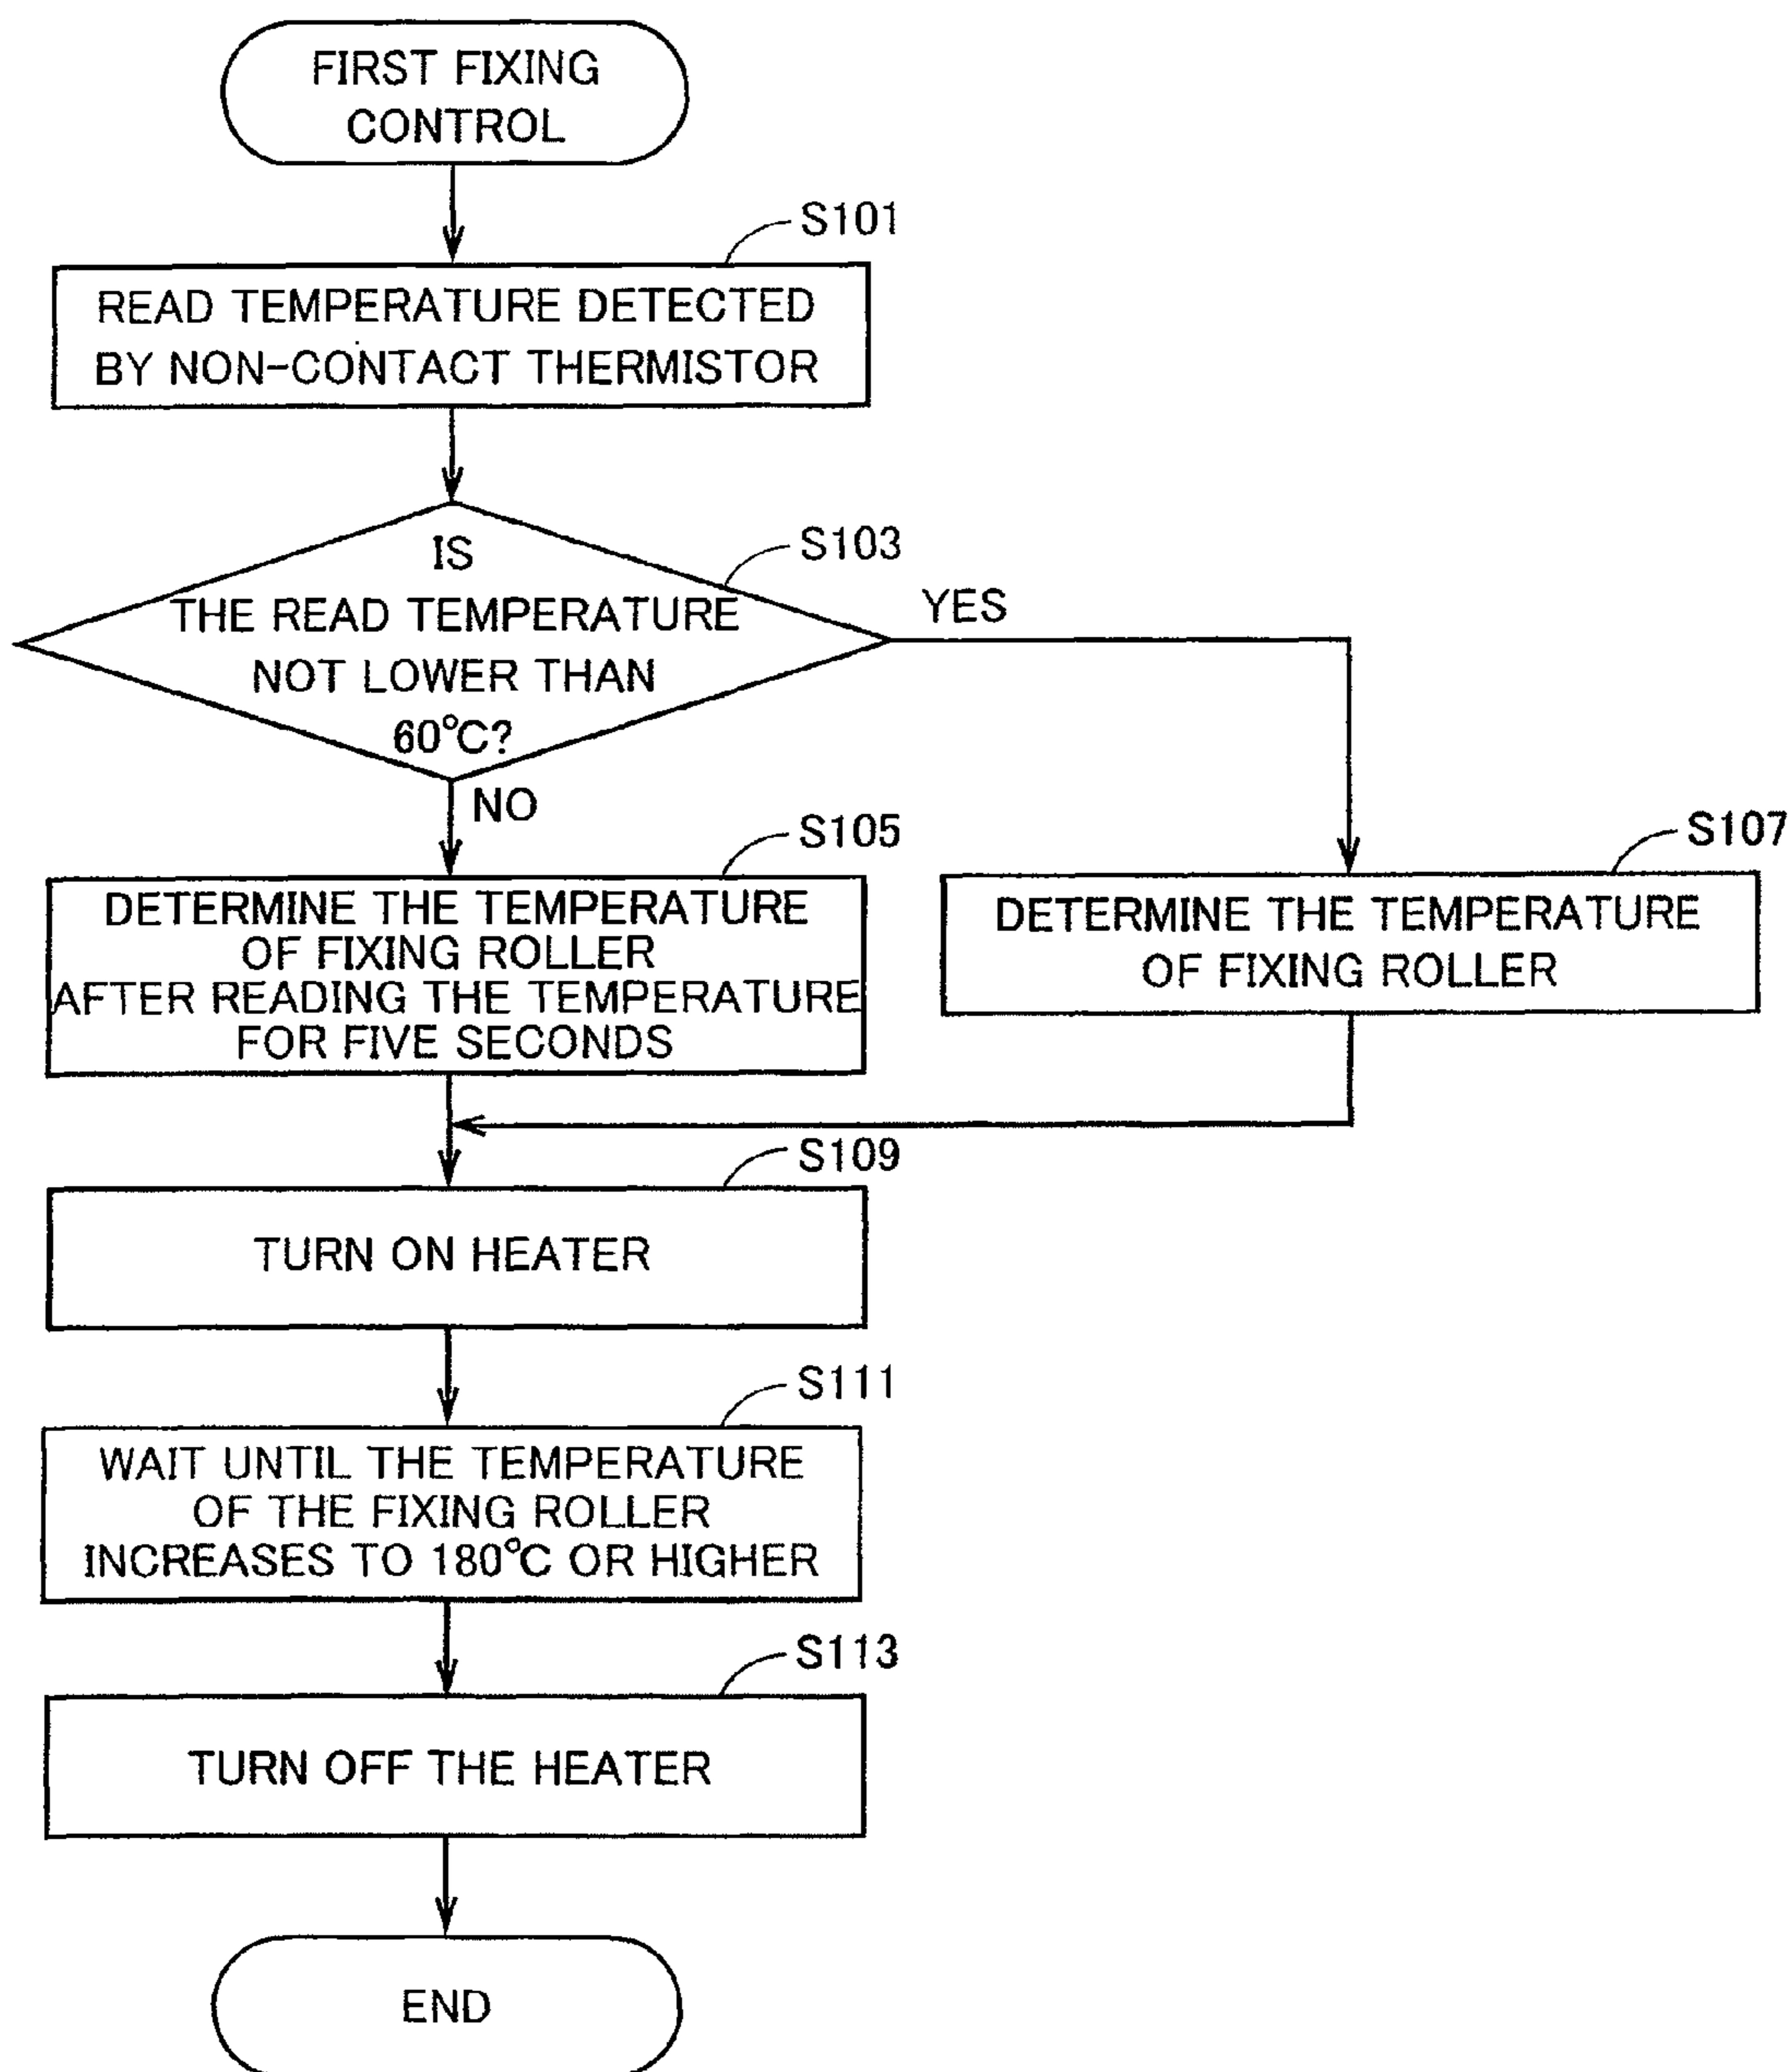 FIRST FIXING
CONTROL
S101
READ TEMPERATURE DETECTED
BY NON-CONTACT THERMISTOR
S103
IS
THE READ TEMPERATURE
NOT LOWER THAN
60°C?
YES
NO
S105
DETERMINE THE TEMPERATURE
OF FIXING ROLLER
AFTER READING THE TEMPERATURE
FOR FIVE SECONDS
S107
DETERMINE THE TEMPERATURE
OF FIXING ROLLER
S109
TURN ON HEATER
S111
WAIT UNTIL THE TEMPERATURE
OF THE FIXING ROLLER
INCREASES TO 180°C OR HIGHER
S113
TURN OFF THE HEATER
END